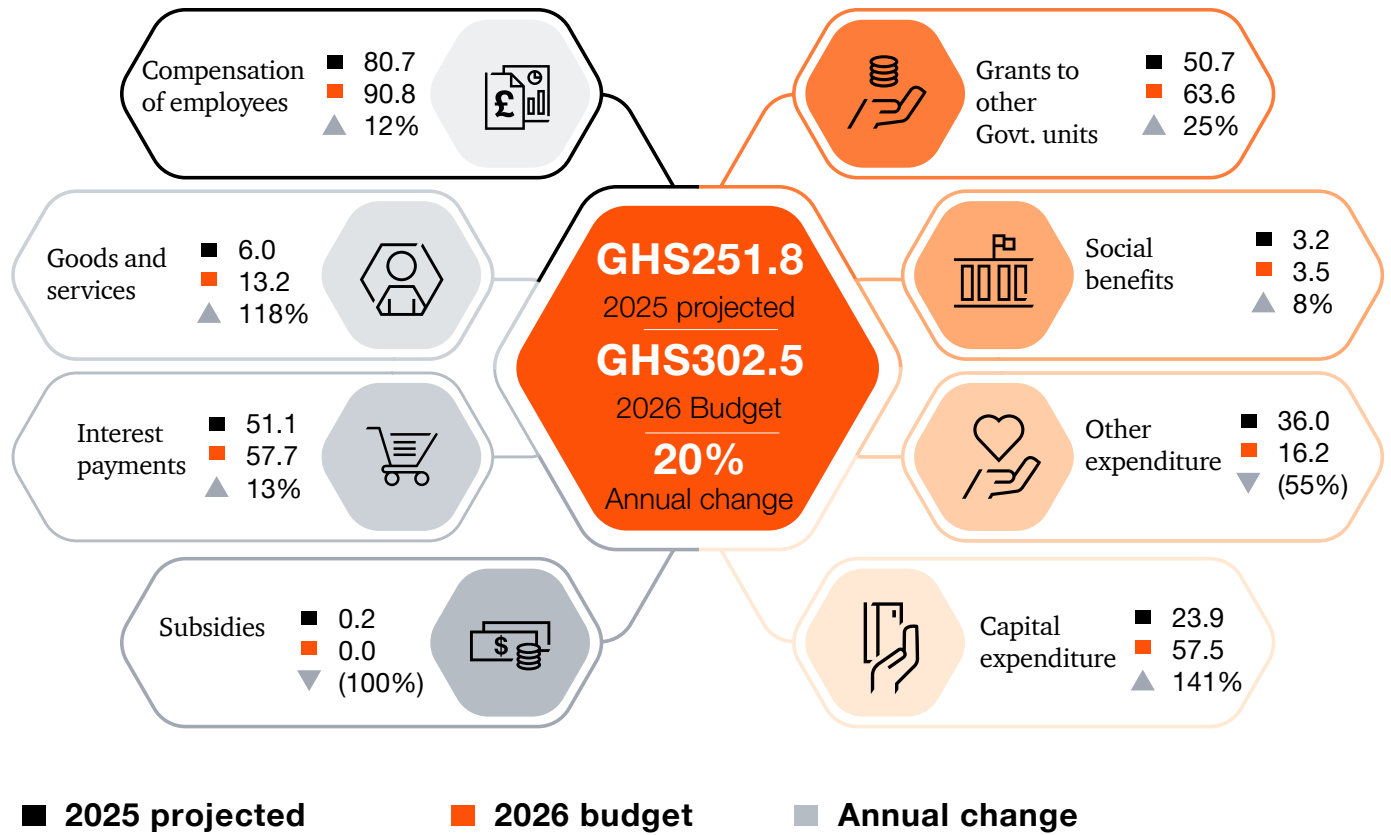 Compensation
of employees
80.7
90.8
12%
£
Grants to
other
Govt. units
50.7
63.6
25%
Goods and
services
6.0
13.2
118%
Social
benefits
3.2
3.5
8%
GHS251.8
2025 projected
GHS302.5
2026 Budget
20%
Annual change
Interest
payments
51.1
57.7
13%
Other
expenditure
36.0
16.2
(55%)
Subsidies
0.2
0.0
(100%)
$
Capital
expenditure
23.9
57.5
141%
2025 projected
2026 budget
Annual change